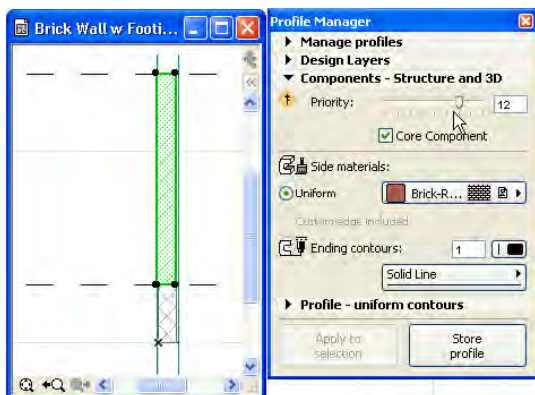 Brick Wall w Footi...
Profile Manager
Manage profiles
Design Layers
Components - Structure and 3D
Priority:
12
Core Component
Side materials:
Uniform
Brick-R...
Custom edge included
Ending contours:
1
Solid Line
Profile - uniform contours
Apply to
selection
Store
profile